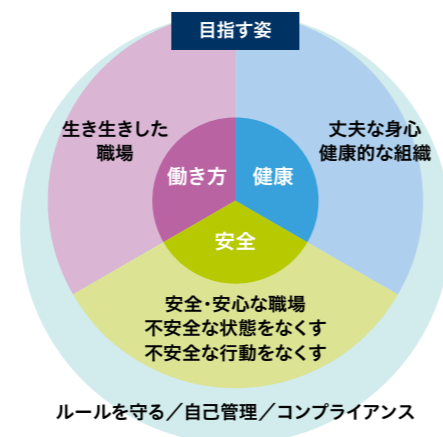 目指す姿
生き生きした
職場
丈夫な身心
健康的な組織
働き方
健康
安全
安全・安心な職場
不安全な状態をなくす
不安全な行動をなくす
ルールを守る／自己管理／コンプライアンス